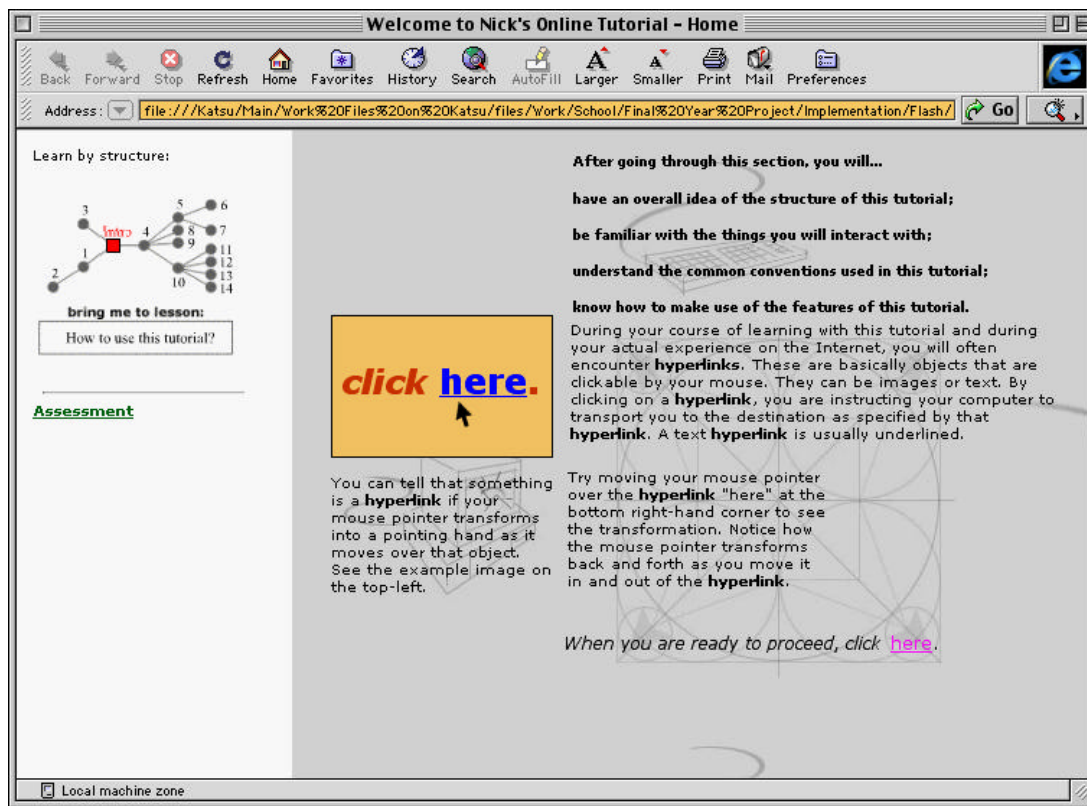 Welcome to Nick's Online Tutorial - Home
Back Forward Stop Refresh Home Favorites History Search AutoFill Larger Smaller Print Mail Preferences
Address: file:///Katsu/Main/Work%20Files%20on%20Katsu/files/Work/School/Final%20Year%20Project/Implementation/Flash/ Go
Learn by structure:
3
5
6
Intro
4
8
7
9
1
11
12
2
10
13
14
bring me to lesson:
How to use this tutorial?
Assessment
After going through this section, you will...
have an overall idea of the structure of this tutorial;
be familiar with the things you will interact with;
understand the common conventions used in this tutorial;
know how to make use of the features of this tutorial.
click here.
You can tell that something
is a hyperlink if your
mouse pointer transforms
into a pointing hand as it
moves over that object.
See the example image on
the top-left.
During your course of learning with this tutorial and during
your actual experience on the Internet, you will often
encounter hyperlinks. These are basically objects that are
clickable by your mouse. They can be images or text. By
clicking on a hyperlink, you are instructing your computer to
transport you to the destination as specified by that
hyperlink. A text hyperlink is usually underlined.
Try moving your mouse pointer
over the hyperlink "here" at the
bottom right-hand corner to see
the transformation. Notice how
the mouse pointer transforms
back and forth as you move it
in and out of the hyperlink.
When you are ready to proceed, click here.
Local machine zone